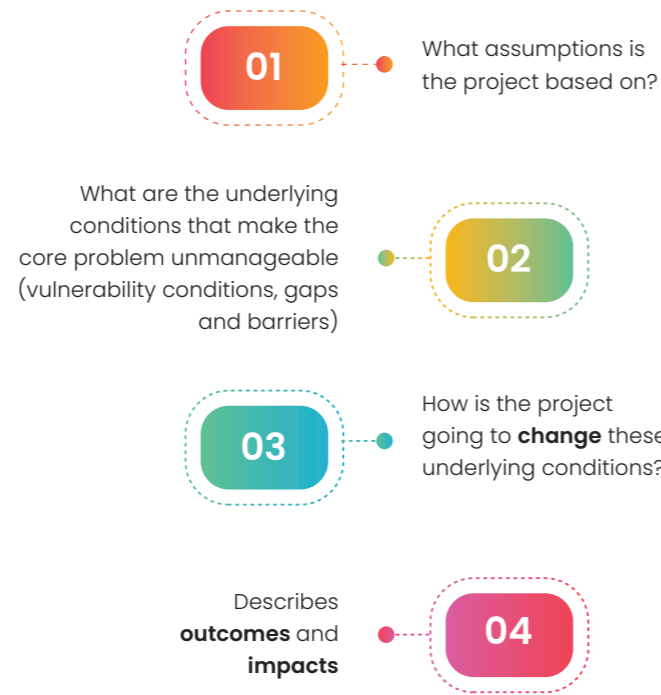 01
What assumptions is
the project based on?
What are the underlying
conditions that make the
core problem unmanageable
(vulnerability conditions, gaps
and barriers)
02
03
How is the project
going to change these
underlying conditions?
Describes
outcomes and
impacts
04